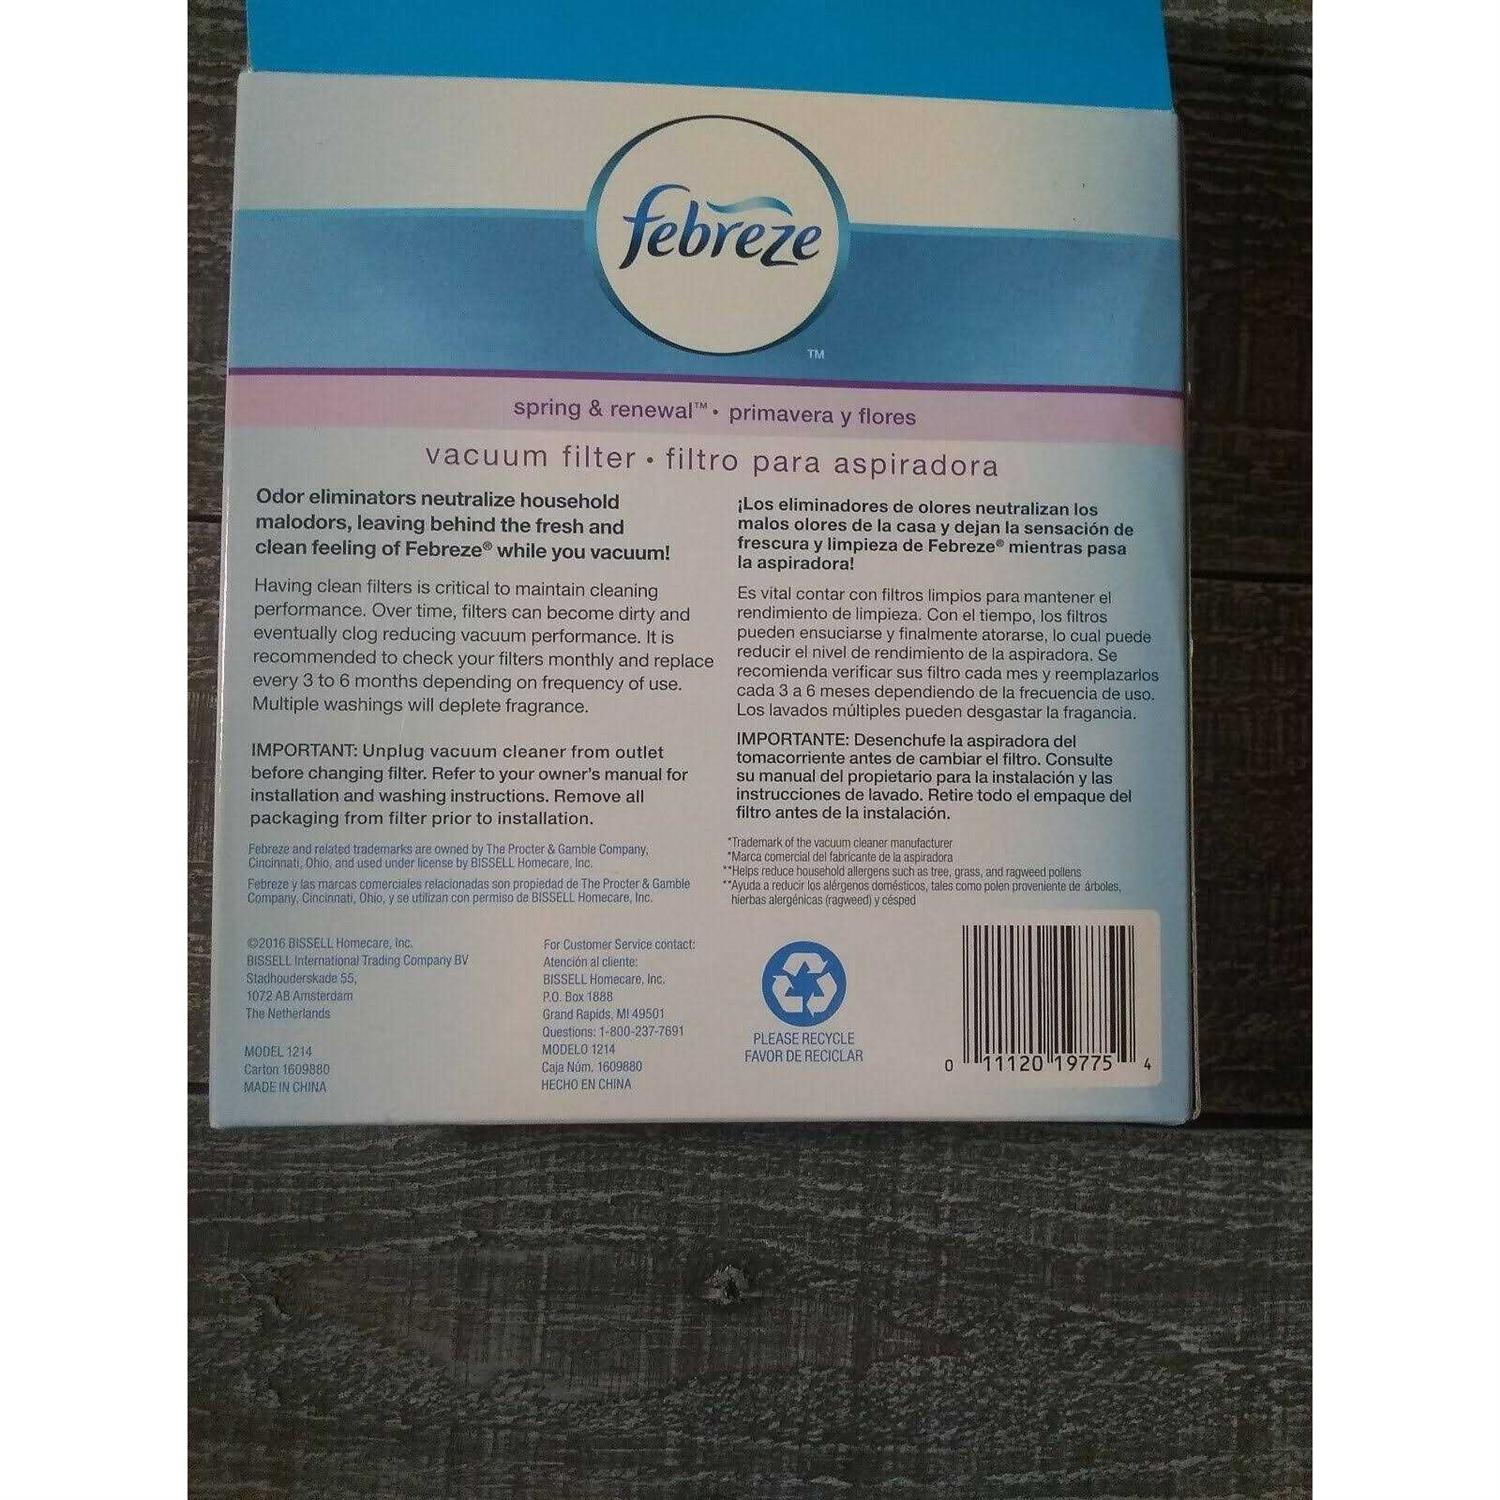 febreze
TM
spring & renewal™ • primavera y flores
vacuum filter • filtro para aspiradora
Odor eliminators neutralize household
malodors, leaving behind the fresh and
clean feeling of Febreze® while you vacuum!
Having clean filters is critical to maintain cleaning
performance. Over time, filters can become dirty and
eventually clog reducing vacuum performance. It is
recommended to check your filters monthly and replace
every 3 to 6 months depending on frequency of use.
Multiple washings will deplete fragrance.
IMPORTANT: Unplug vacuum cleaner from outlet
before changing filter. Refer to your owner's manual for
installation and washing instructions. Remove all
packaging from filter prior to installation.
Febreze and related trademarks are owned by The Procter & Gamble Company,
Cincinnati, Ohio, and used under license by BISSELL Homecare, Inc.
Febreze y las marcas comerciales relacionadas son propiedad de The Procter & Gamble
Company, Cincinnati, Ohio, y se utilizan con permiso de BISSELL Homecare, Inc.
¡Los eliminadores de olores neutralizan los
malos olores de la casa y dejan la sensación de
frescura y limpieza de Febreze® mientras pasa
la aspiradora!
Es vital contar con filtros limpios para mantener el
rendimiento de limpieza. Con el tiempo, los filtros
pueden ensuciarse y finalmente atorarse, lo cual puede
reducir el nivel de rendimiento de la aspiradora. Se
recomienda verificar sus filtro cada mes y reemplazarlos
cada 3 a 6 meses dependiendo de la frecuencia de uso.
Los lavados múltiples pueden desgastar la fragancia.
IMPORTANTE: Desenchufe la aspiradora del
tomacorriente antes de cambiar el filtro. Consulte
su manual del propietario para la instalación y las
instrucciones de lavado. Retire todo el empaque del
filtro antes de la instalación.
*Trademark of the vacuum cleaner manufacturer
*Marca comercial del fabricante de la aspiradora
**Helps reduce household allergens such as tree, grass, and ragweed pollens
**Ayuda a reducir los alérgenos domésticos, tales como polen proveniente de árboles,
hierbas alergénicas (ragweed) y césped
©2016 BISSELL Homecare, Inc.
BISSELL International Trading Company BV
Stadhouderskade 55,
1072 AB Amsterdam
The Netherlands
MODEL 1214
Carton 1609880
MADE IN CHINA
For Customer Service contact:
Atención al cliente:
BISSELL Homecare, Inc.
P.O. Box 1888
Grand Rapids, MI 49501
Questions: 1-800-237-7691
MODELO 1214
Caja Núm. 1609880
HECHO EN CHINA
PLEASE RECYCLE
FAVOR DE RECICLAR
0 11120 19775 4